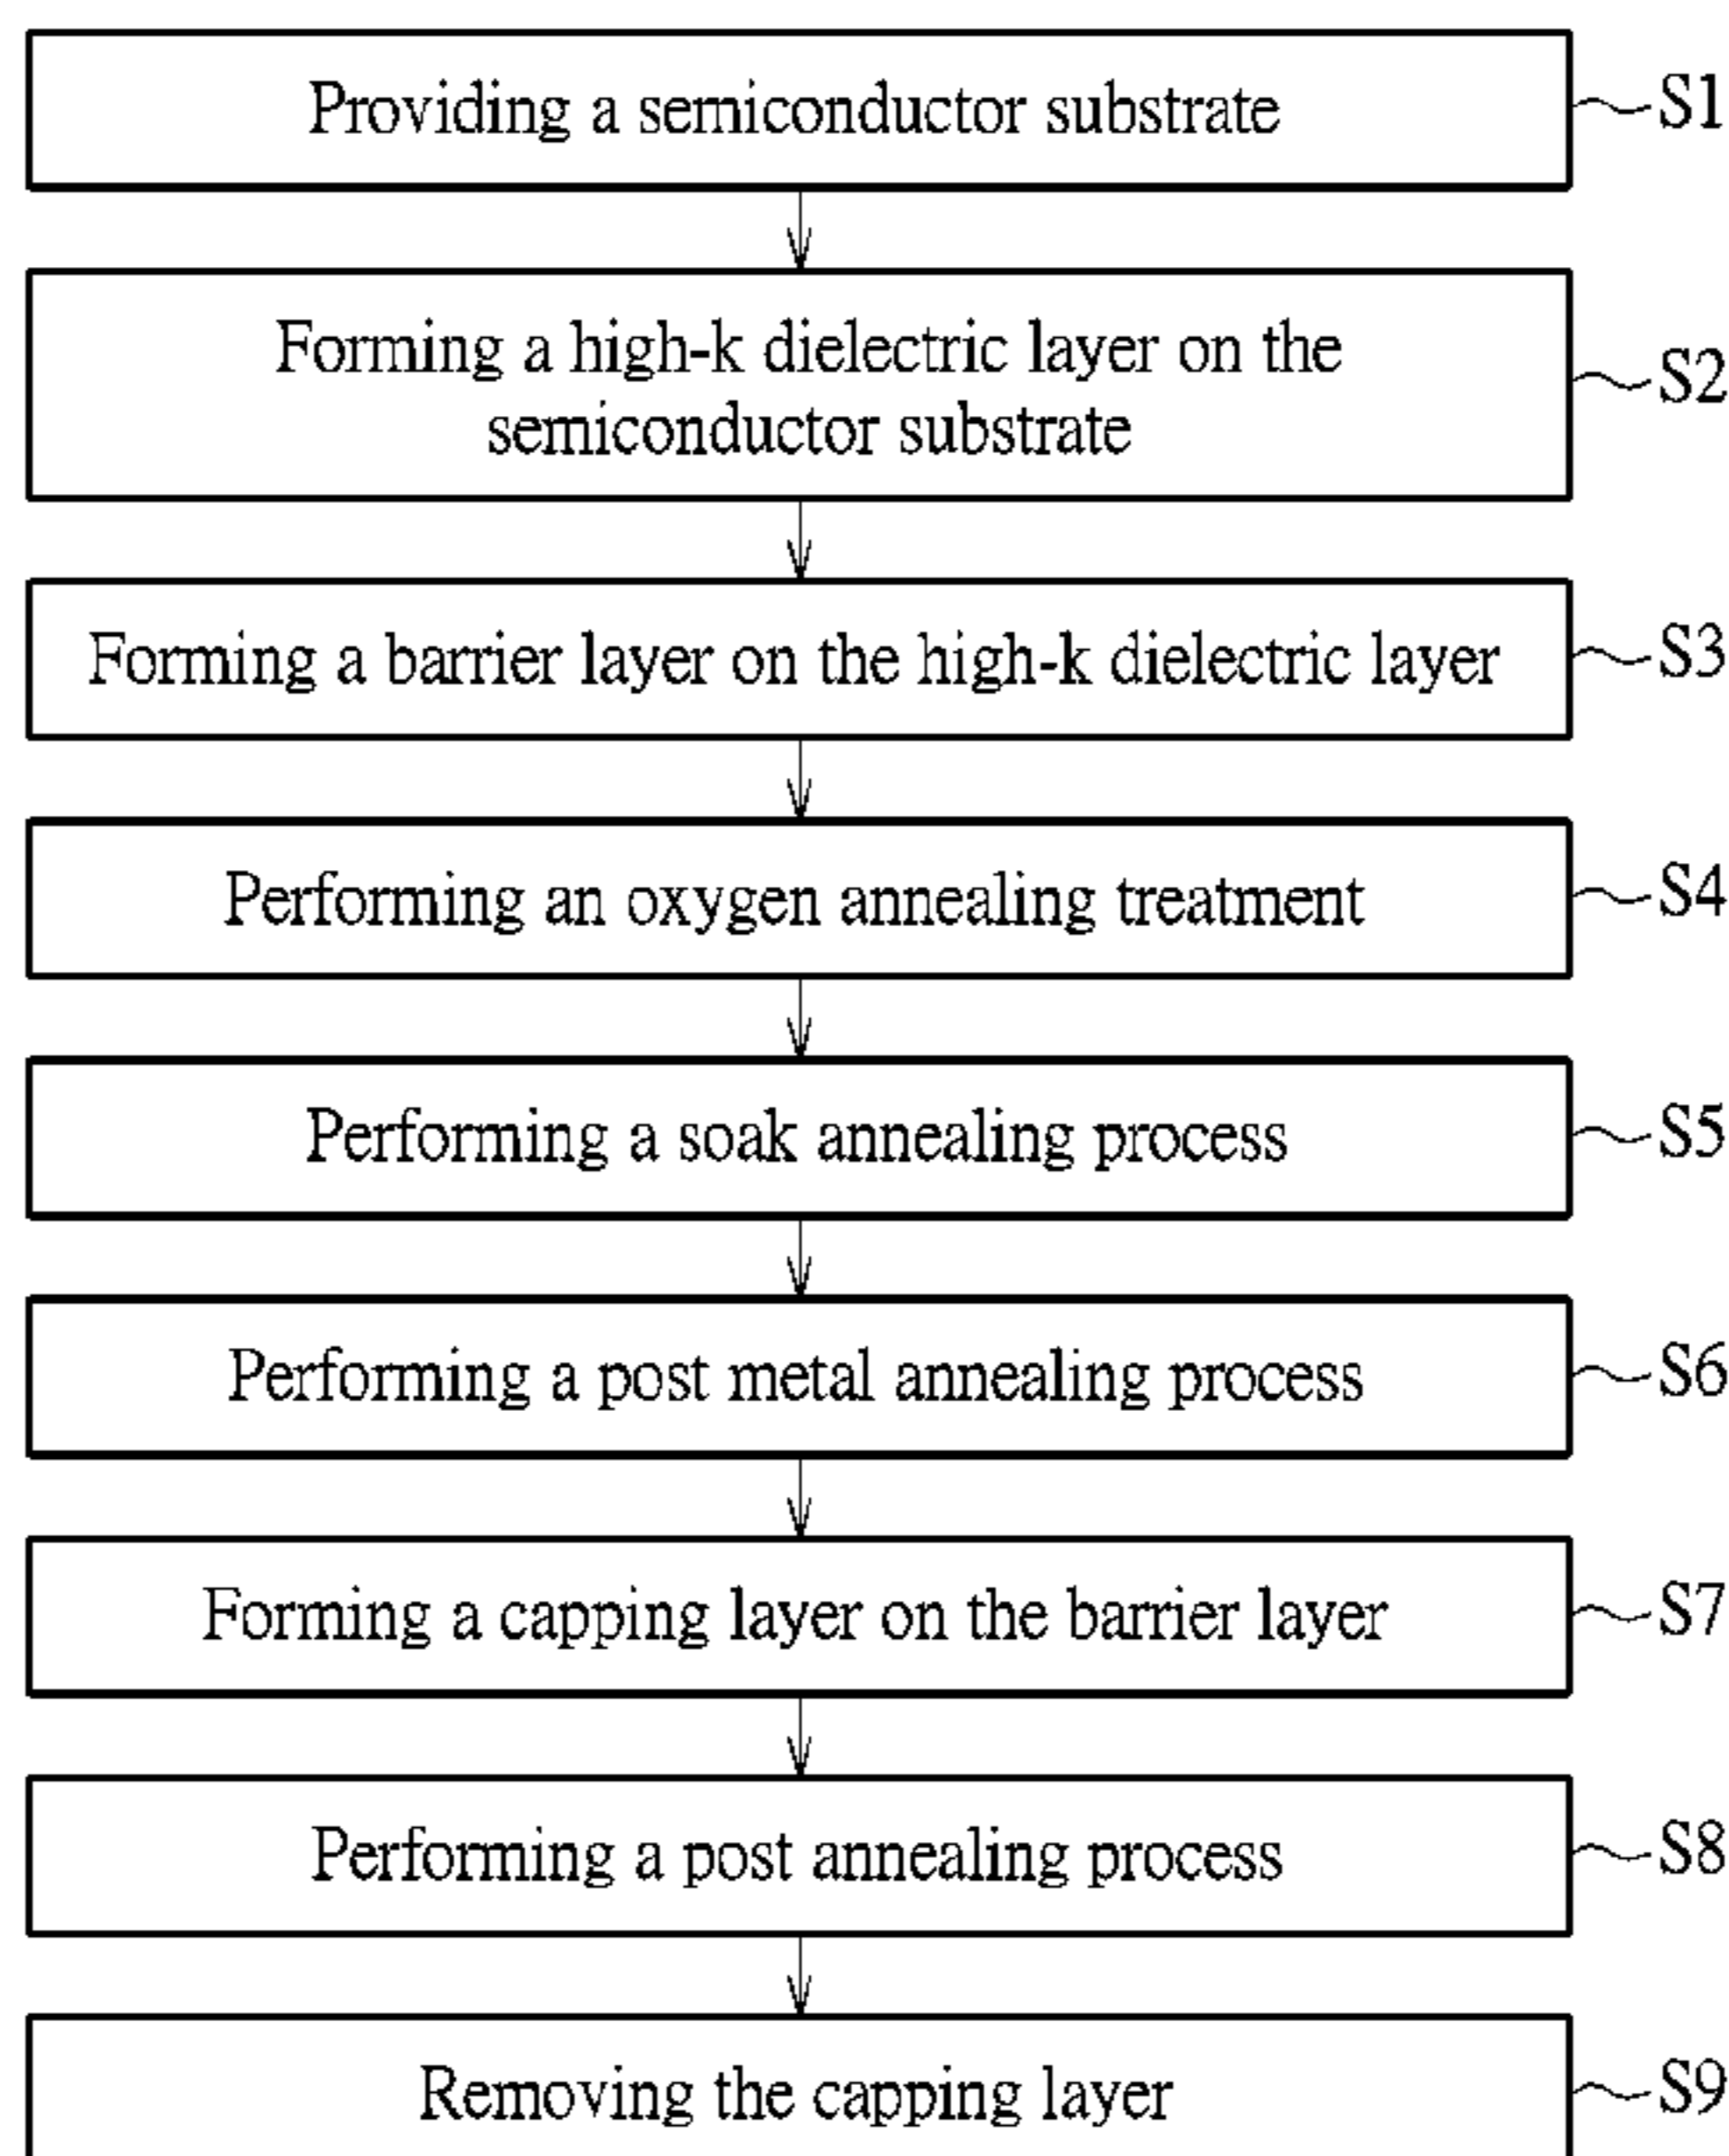 Providing a semiconductor substrate S1
Forming a high-k dielectric layer on the
semiconductor substrate S2
Forming a barrier layer on the high-k dielectric layer S3
Performing an oxygen annealing treatment S4
Performing a soak annealing process S5
Performing a post metal annealing process S6
Forming a capping layer on the barrier layer S7
Performing a post annealing process S8
Removing the capping layer S9